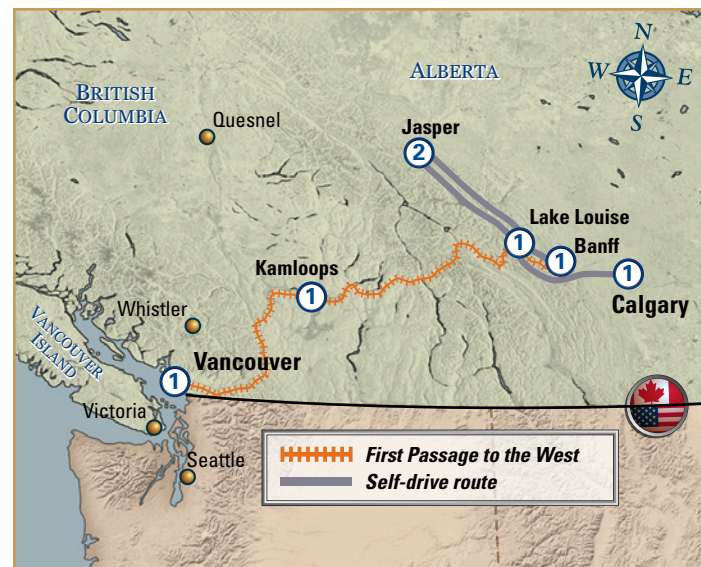 N
W E
S
BRITISH
COLUMBIA
ALBERTA
Quesnel
Jasper
2
Lake Louise
1
Banff
1
Kamloops
1
1
Calgary
Whistler
VANCOUVER
ISLAND
Vancouver
1
Victoria
Seattle
First Passage to the West
Self-drive route